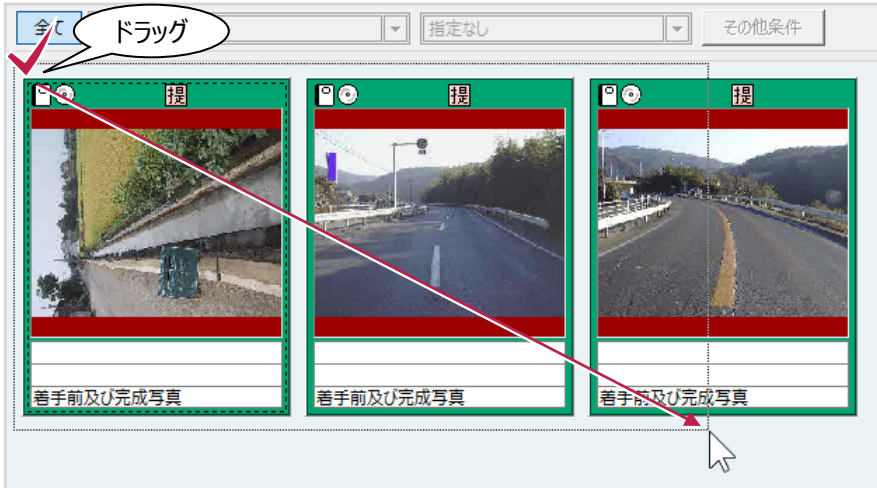 全て
ドラッグ
指定なし
その他条件
提
提
提
着手前及び完成写真
着手前及び完成写真
着手前及び完成写真